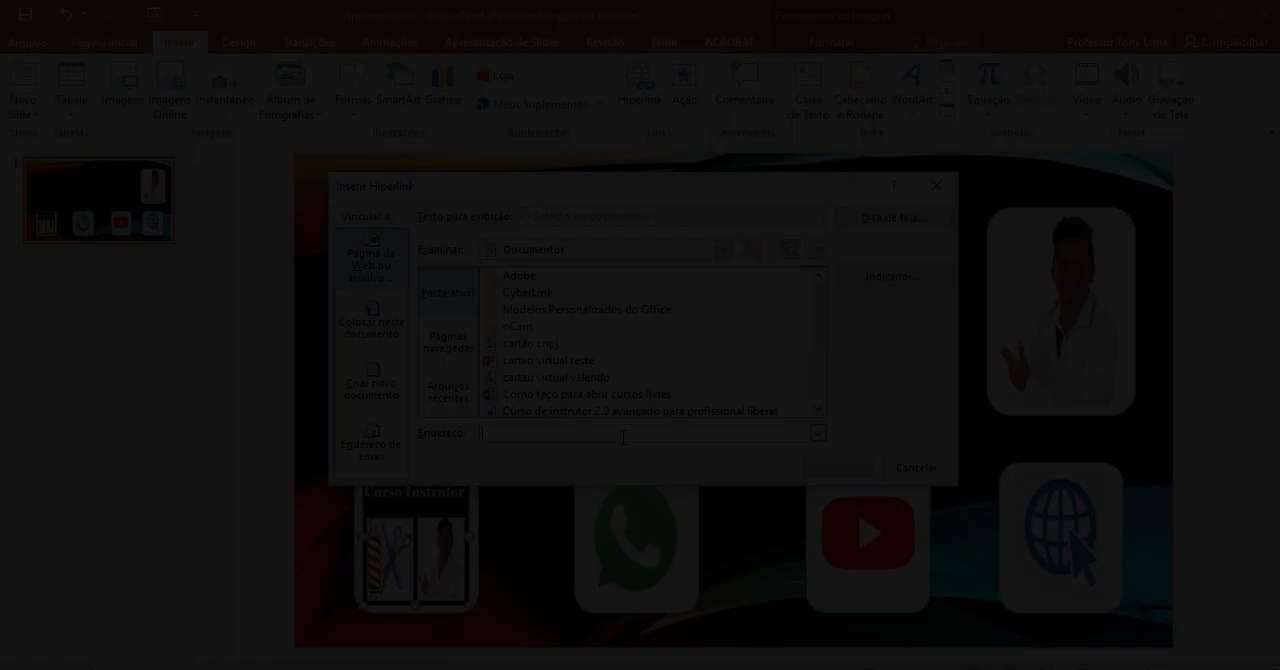 Arquivo Página Inicial Inserir Design Transições Animações Apresentação de Slides Revisão Exibir ACROBAT Formatar Professor Tony Lima Compartilhar
Novo Slide Tabela Imagens Imagens Online Instantâneo Álbum de Fotografias Formas SmartArt Gráfico Loja Meus Suplementos Hiperlink Ação Comentário Caixa de Texto Cabeçalho e Rodapé WordArt Equação Vídeo Áudio Gravação de Tela
Slides Tabelas Imagens Ilustrações Suplementos Links Comentários Texto Símbolos Mídia
1
Inserir Hiperlink
? 
Vincular a:
Texto para exibição:
Dica de tela...
Página da Web ou arquivo ...
Examinar:
Documentos
Colocar neste documento
Criar novo documento
Endereço de email
Pasta atual
Páginas navegadas
Arquivos recentes
Adobe
CyberLink
Modelos Personalizados do Office
nCam
cartão cnpj
cartao virtual teste
cartao virtual valendo
Como faço para abrir cursos livres
Curso de instrutor 2.0 avançado para profissional liberal
Indicador...
Endereço:
Cancelar
Curso Instrutor